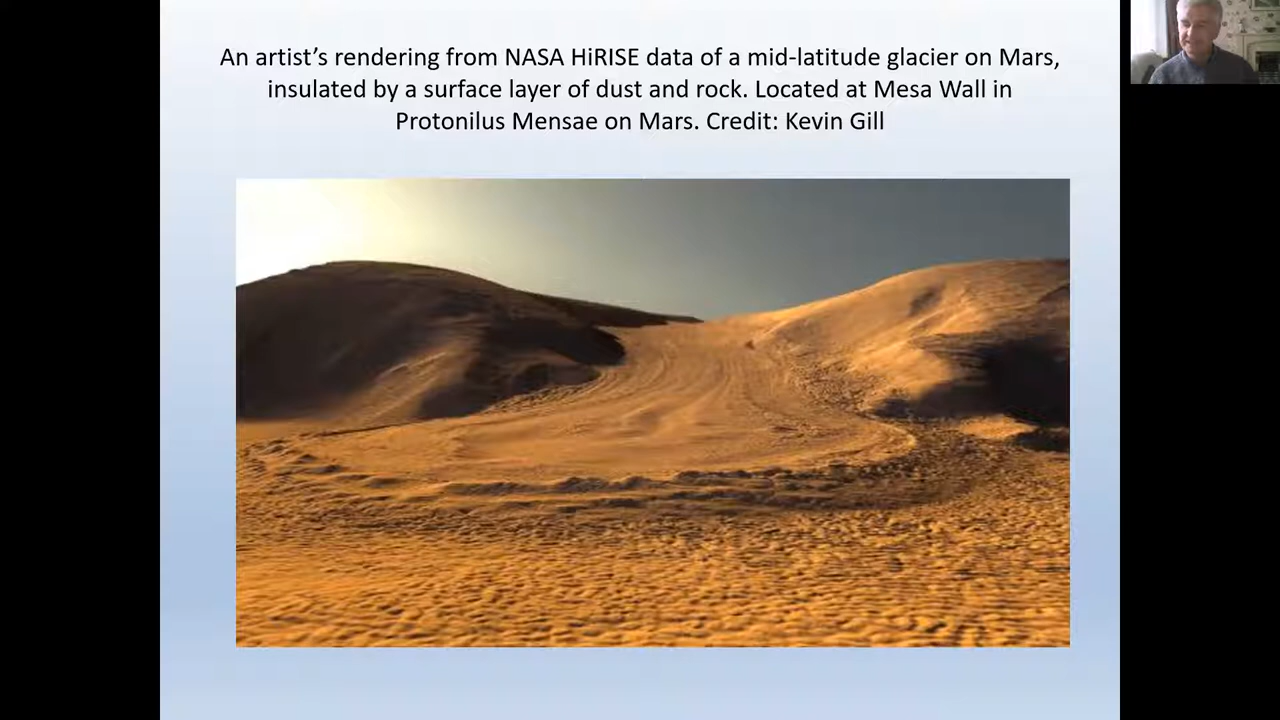 An artist’s rendering from NASA HiRISE data of a mid-latitude glacier on Mars,
insulated by a surface layer of dust and rock. Located at Mesa Wall in
Protonilus Mensae on Mars. Credit: Kevin Gill